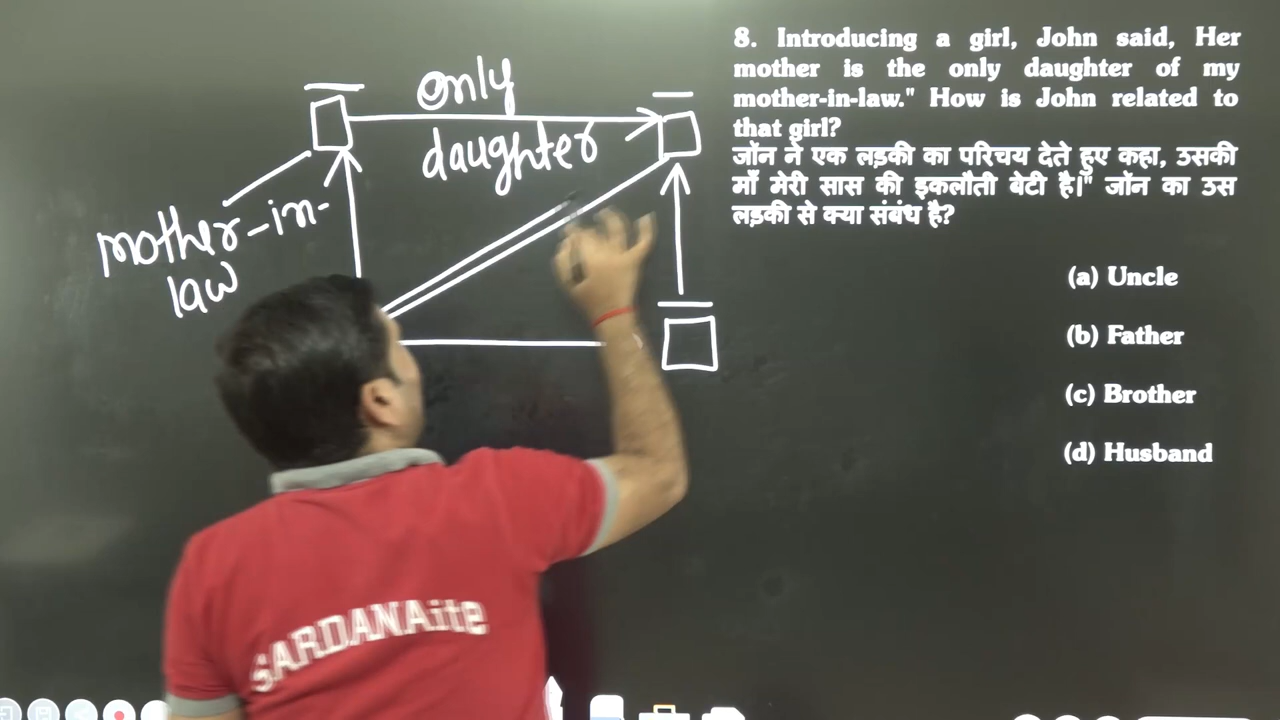 8. Introducing a girl, John said, Her
mother is the only daughter of my
mother-in-law." How is John related to
that girl?
जॉन ने एक लड़की का परिचय देते हुए कहा, उसकी
माँ मेरी सास की इकलौती बेटी है।" जॉन का उस
लड़की से क्या संबंध है?
(a) Uncle
(b) Father
(c) Brother
(d) Husband
only
daughter
mother-in-
law
SARDANAite